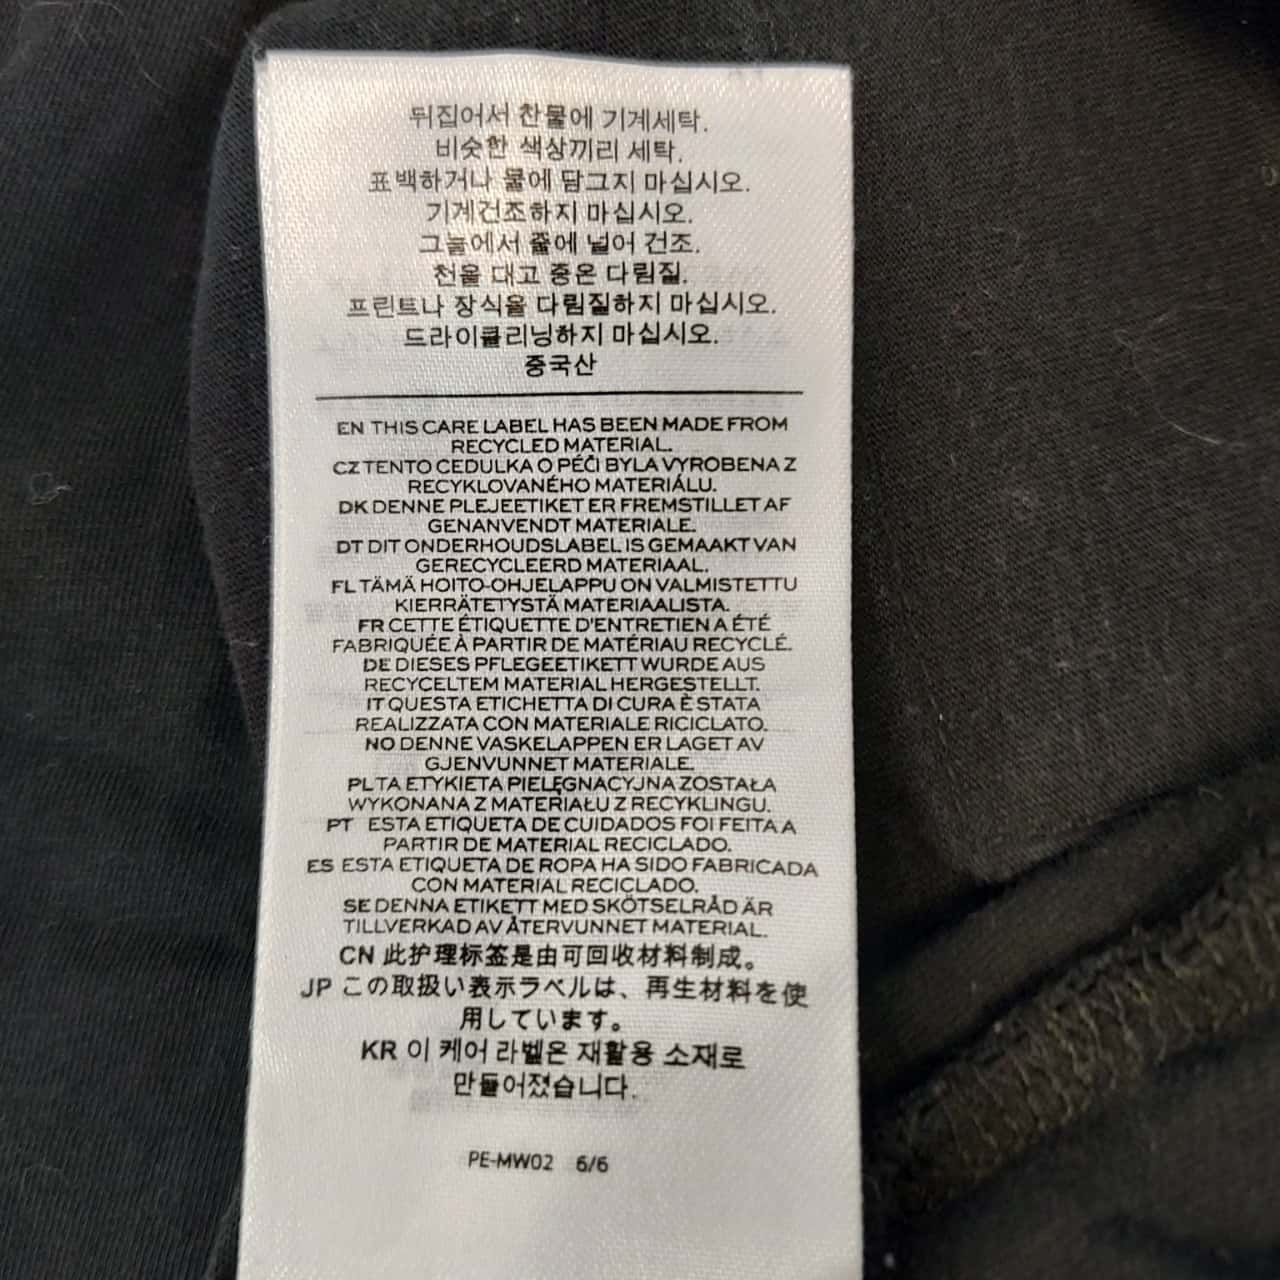 뒤집어서 찬물에 기계세탁.
비슷한 색상끼리 세탁.
표백하거나 물에 담그지 마십시오.
기계건조하지 마십시오.
그늘에서 줄에 널어 건조.
천을 대고 중온 다림질.
프린트나 장식을 다림질하지 마십시오.
드라이클리닝하지 마십시오.
중국산
EN THIS CARE LABEL HAS BEEN MADE FROM
RECYCLED MATERIAL.
CZ TENTO CEDULKA O PÉČI BYLA VYROBENA Z
RECYKLOVANÉHO MATERIÁLU.
DK DENNE PLEJEETIKET ER FREMSTILLET AF
GENANVENDT MATERIALE.
DT DIT ONDERHOUDSLABEL IS GEMAAKT VAN
GERECYCLEERD MATERIAAL.
FL TÄMÄ HOITO-OHJELAPPU ON VALMISTETTU
KIERRÄTETYSTÄ MATERIAALISTA.
FR CETTE ÉTIQUETTE D'ENTRETIEN A ÉTÉ
FABRIQUÉE À PARTIR DE MATÉRIAU RECYCLÉ.
DE DIESES PFLEGEETIKETT WURDE AUS
RECYCELTEM MATERIAL HERGESTELLT.
IT QUESTA ETICHETTA DI CURA È STATA
REALIZZATA CON MATERIALE RICICLATO.
NO DENNE VASKELAPPEN ER LAGET AV
GJENVUNNET MATERIALE.
PL TA ETYKIETA PIELĘGNACYJNA ZOSTAŁA
WYKONANA Z MATERIAŁU Z RECYKLINGU.
PT ESTA ETIQUETA DE CUIDADOS FOI FEITA A
PARTIR DE MATERIAL RECICLADO.
ES ESTA ETIQUETA DE ROPA HA SIDO FABRICADA
CON MATERIAL RECICLADO.
SE DENNA ETIKETT MED SKÖTSELRÅD ÄR
TILLVERKAD AV ÅTERVUNNET MATERIAL.
CN 此护理标签是由可回收材料制成。
JP この取扱い表示ラベルは、再生材料を使
用しています。
KR 이 케어 라벨은 재활용 소재로
만들어졌습니다.
PE-MW02 6/6